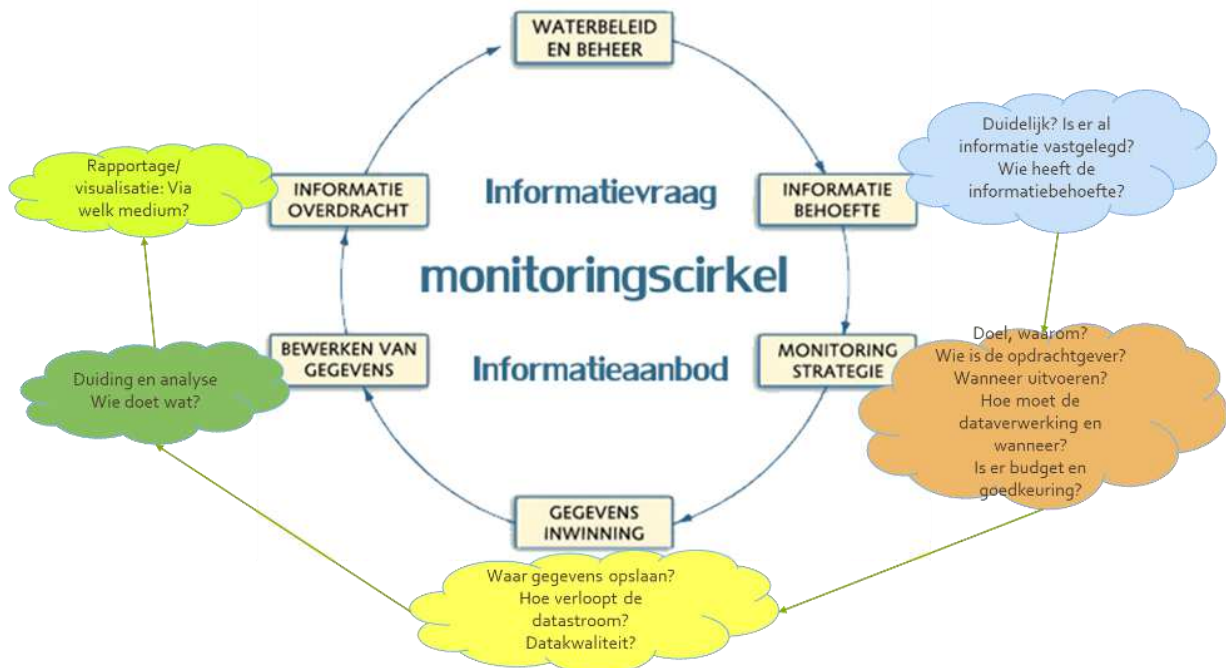 WATERBELEID
EN BEHEER
Duidelijk? Is er al
informatie vastgelegd?
Wie heeft de
informatiebehoefte?
Rapportage/
visualisatie: Via
welk medium?
INFORMATIE
OVERDRACHT
Informatievraag
INFORMATIE
BEHOEFTE
monitoringscirkel
Duiding en analyse
Wie doet wat?
BEWERKEN VAN
GEGEVENS
Informatieaanbod
MONITORING
STRATEGIE
Doel, waarom?
Wie is de opdrachtgever?
Wanneer uitvoeren?
Hoe moet de
dataverwerking en
wanneer?
Is er budget en
goedkeuring?
GEGEVENS
INWINNING
Waar gegevens opslaan?
Hoe verloopt de
datastroom?
Datakwaliteit?